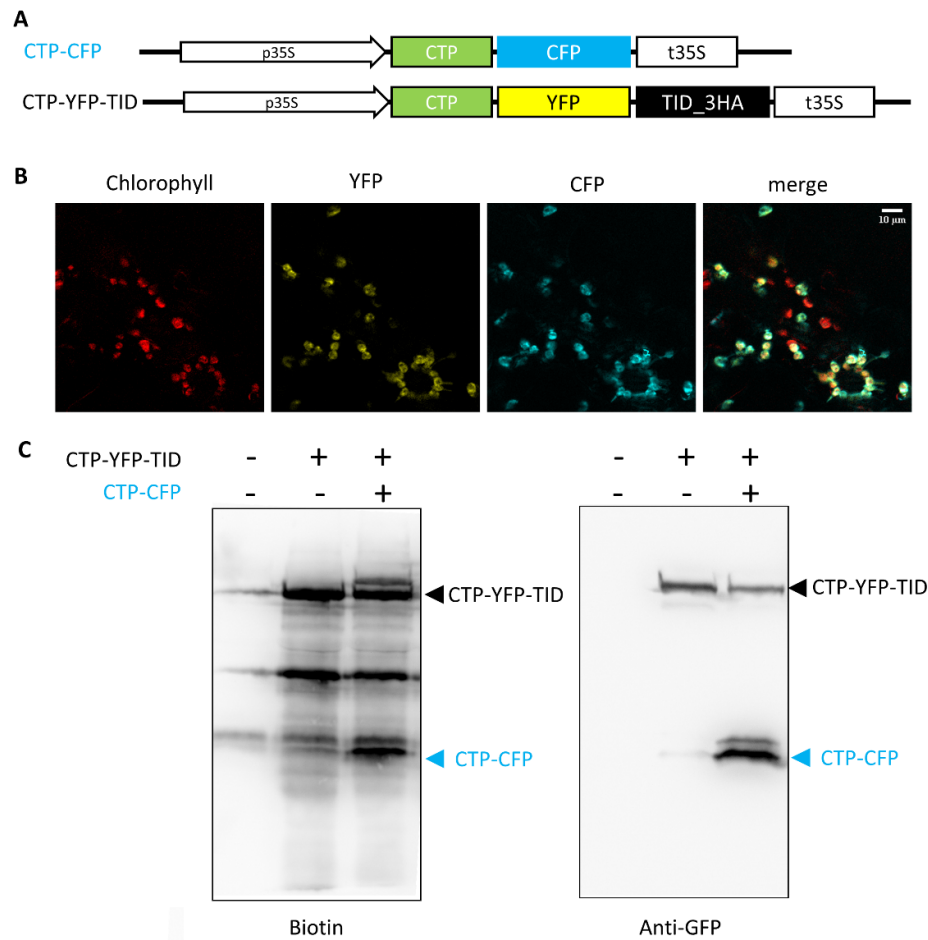 A
CTP-CFP
p35S CTP CFP t35S
CTP-YFP-TID
p35S CTP YFP TID_3HA t35S
B
Chlorophyll YFP CFP merge
10 μm
C
CTP-YFP-TID - + + - + +
CTP-CFP - - + - - +
CTP-YFP-TID CTP-YFP-TID
CTP-CFP CTP-CFP
Biotin Anti-GFP